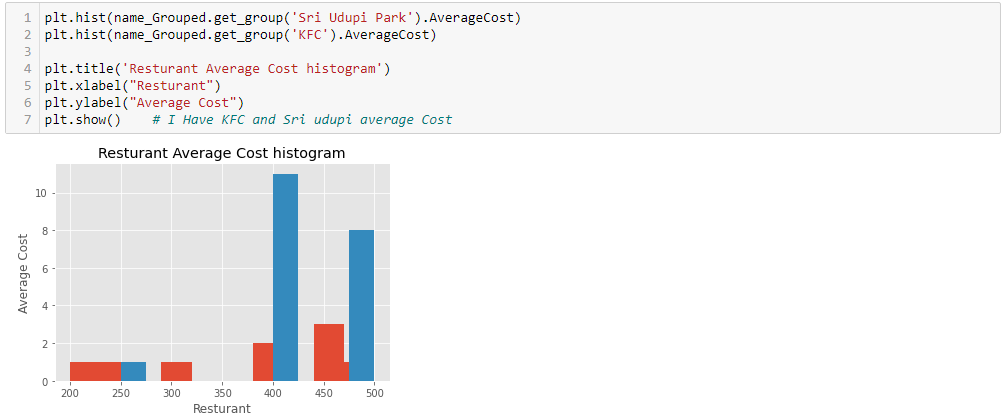 1 plt.hist(name_Grouped.get_group('Sri Udupi Park').AverageCost)
2 plt.hist(name_Grouped.get_group('KFC').AverageCost)
3
4 plt.title('Resturant Average Cost histogram')
5 plt.xlabel("Resturant")
6 plt.ylabel("Average Cost")
7 plt.show()    # I Have KFC and Sri udupi average Cost
Resturant Average Cost histogram
Average Cost
10
8
6
4
2
0
200 250 300 350 400 450 500
Resturant